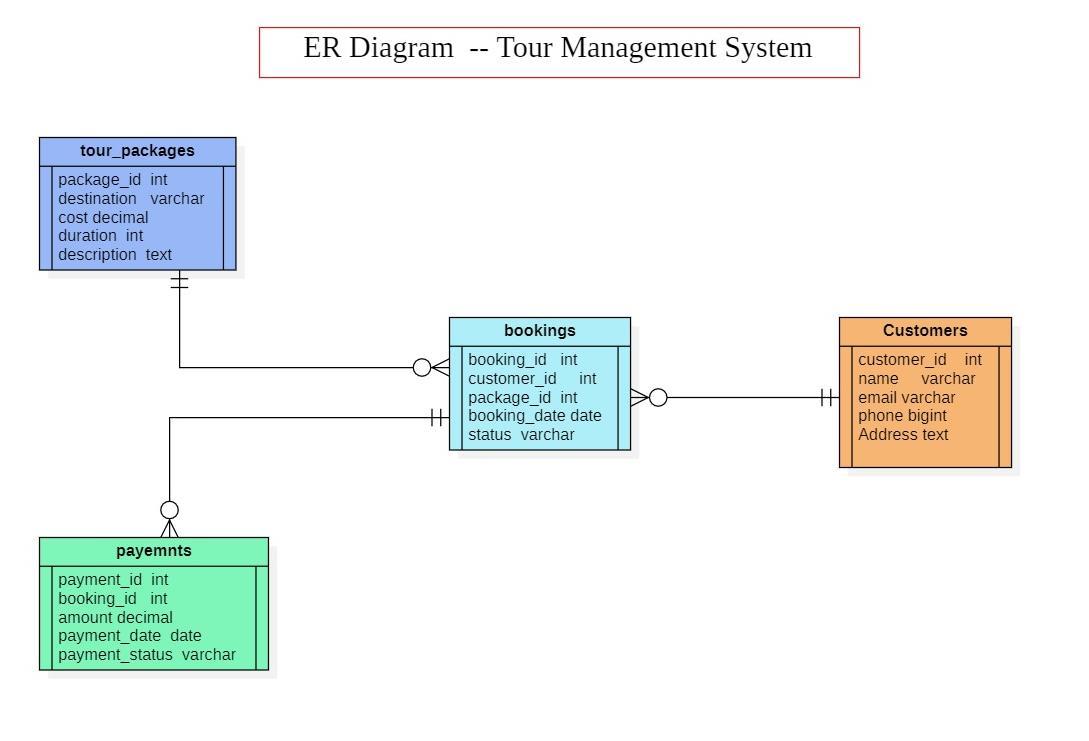 ER Diagram -- Tour Management System
tour_packages
package_id int
destination varchar
cost decimal
duration int
description text
bookings
booking_id int
customer_id int
package_id int
booking_date date
status varchar
Customers
customer_id int
name varchar
email varchar
phone bigint
Address text
payemnts
payment_id int
booking_id int
amount decimal
payment_date date
payment_status varchar